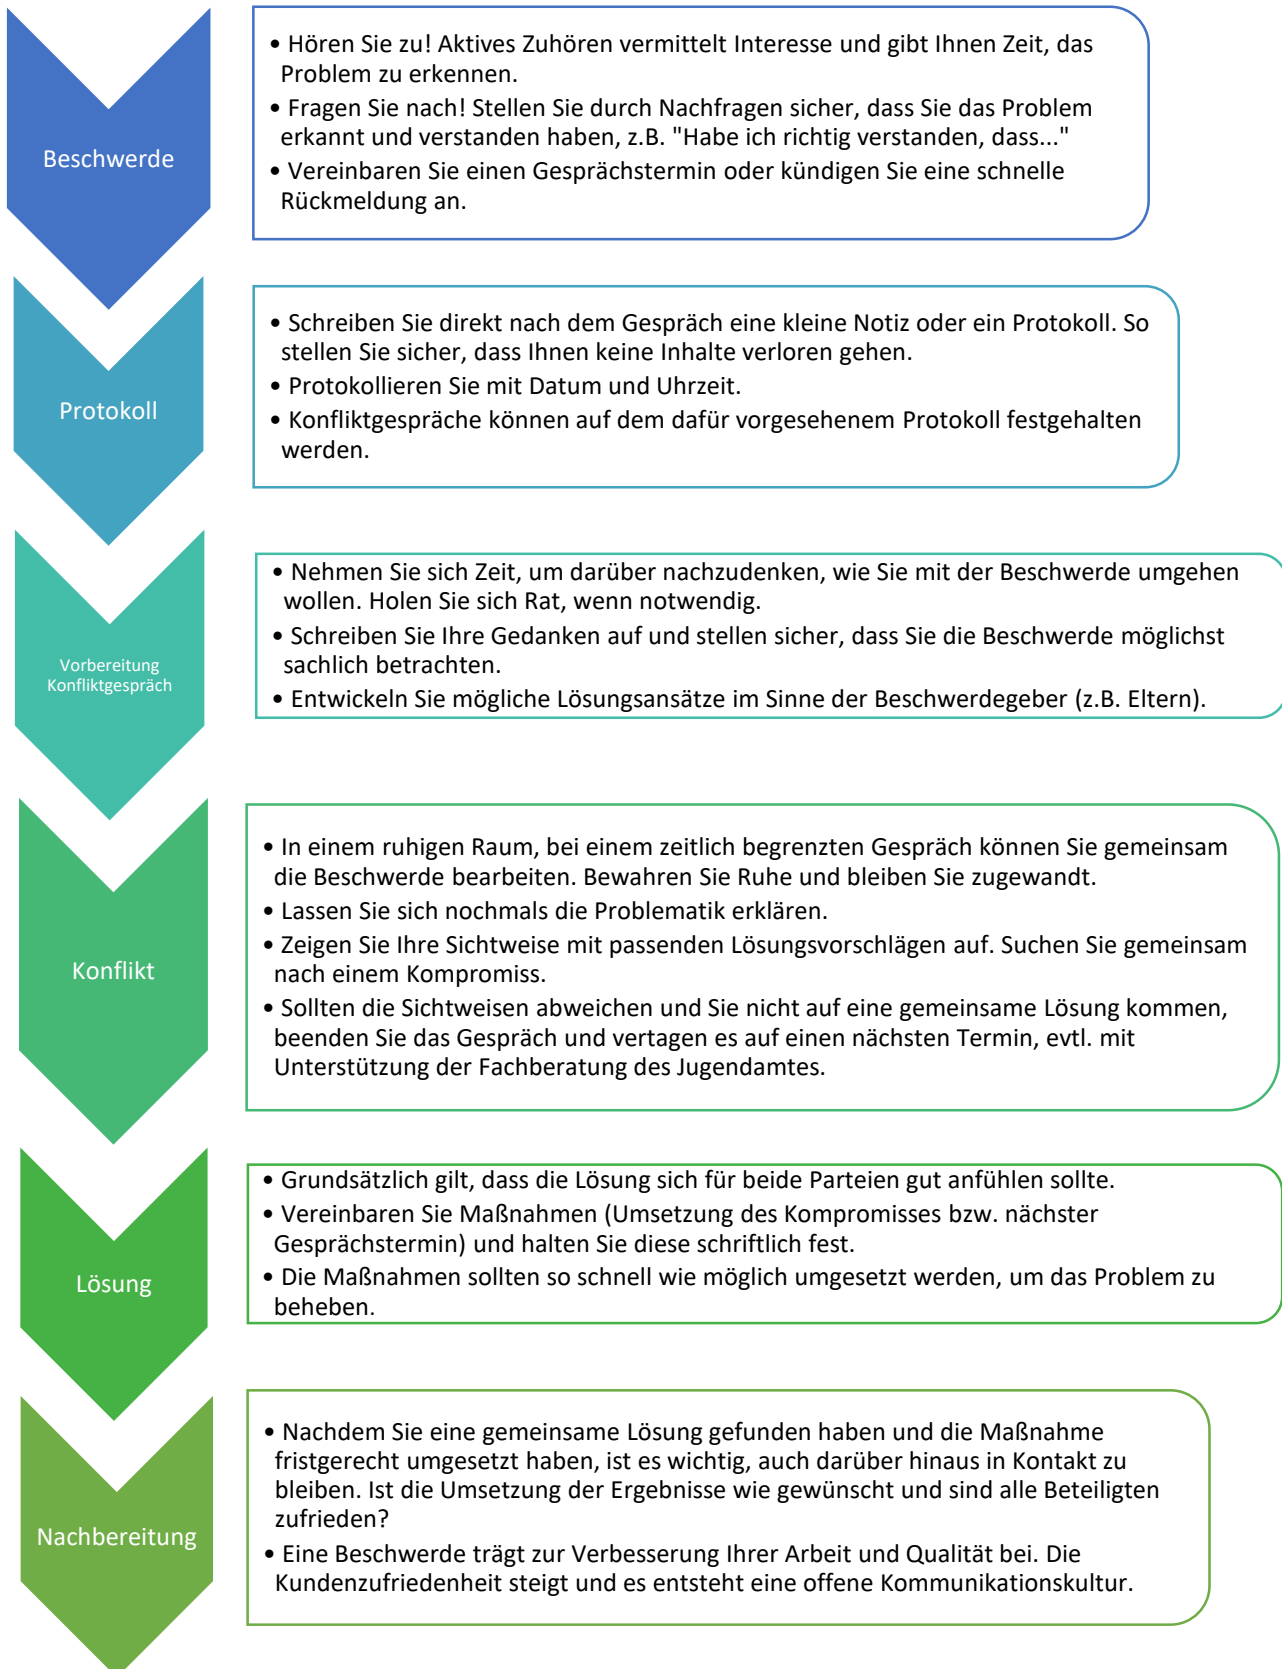 Beschwerde
• Hören Sie zu! Aktives Zuhören vermittelt Interesse und gibt Ihnen Zeit, das
Problem zu erkennen.
• Fragen Sie nach! Stellen Sie durch Nachfragen sicher, dass Sie das Problem
erkannt und verstanden haben, z.B. "Habe ich richtig verstanden, dass..."
• Vereinbaren Sie einen Gesprächstermin oder kündigen Sie eine schnelle
Rückmeldung an.
Protokoll
• Schreiben Sie direkt nach dem Gespräch eine kleine Notiz oder ein Protokoll. So
stellen Sie sicher, dass Ihnen keine Inhalte verloren gehen.
• Protokollieren Sie mit Datum und Uhrzeit.
• Konfliktgespräche können auf dem dafür vorgesehenem Protokoll festgehalten
werden.
Vorbereitung
Konfliktgespräch
• Nehmen Sie sich Zeit, um darüber nachzudenken, wie Sie mit der Beschwerde umgehen
wollen. Holen Sie sich Rat, wenn notwendig.
• Schreiben Sie Ihre Gedanken auf und stellen sicher, dass Sie die Beschwerde möglichst
sachlich betrachten.
• Entwickeln Sie mögliche Lösungsansätze im Sinne der Beschwerdegeber (z.B. Eltern).
Konflikt
• In einem ruhigen Raum, bei einem zeitlich begrenzten Gespräch können Sie gemeinsam
die Beschwerde bearbeiten. Bewahren Sie Ruhe und bleiben Sie zugewandt.
• Lassen Sie sich nochmals die Problematik erklären.
• Zeigen Sie Ihre Sichtweise mit passenden Lösungsvorschlägen auf. Suchen Sie gemeinsam
nach einem Kompromiss.
• Sollten die Sichtweisen abweichen und Sie nicht auf eine gemeinsame Lösung kommen,
beenden Sie das Gespräch und vertagen es auf einen nächsten Termin, evtl. mit
Unterstützung der Fachberatung des Jugendamtes.
Lösung
• Grundsätzlich gilt, dass die Lösung sich für beide Parteien gut anfühlen sollte.
• Vereinbaren Sie Maßnahmen (Umsetzung des Kompromisses bzw. nächster
Gesprächstermin) und halten Sie diese schriftlich fest.
• Die Maßnahmen sollten so schnell wie möglich umgesetzt werden, um das Problem zu
beheben.
Nachbereitung
• Nachdem Sie eine gemeinsame Lösung gefunden haben und die Maßnahme
fristgerecht umgesetzt haben, ist es wichtig, auch darüber hinaus in Kontakt zu
bleiben. Ist die Umsetzung der Ergebnisse wie gewünscht und sind alle Beteiligten
zufrieden?
• Eine Beschwerde trägt zur Verbesserung Ihrer Arbeit und Qualität bei. Die
Kundenzufriedenheit steigt und es entsteht eine offene Kommunikationskultur.